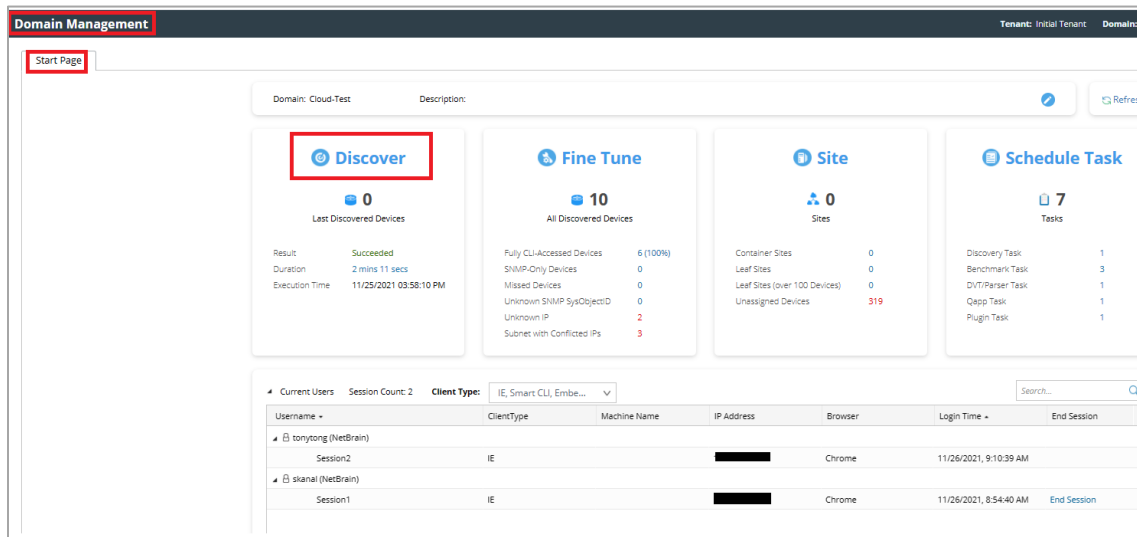 Domain Management Tenant: Initial Tenant Domain:
Start Page
Domain: Cloud-Test Description: Refres
Discover Fine Tune Site Schedule Task
0 10 0 7
Last Discovered Devices All Discovered Devices Sites Tasks
Result Succeeded Fully CLI-Accessed Devices 6 (100%) Container Sites 0 Discovery Task 1
Duration 2 mins 11 secs SNMP-Only Devices 0 Leaf Sites 0 Benchmark Task 3
Execution Time 11/25/2021 03:58:10 PM Missed Devices 0 Leaf Sites (over 100 Devices) 0 DVT/Parser Task 1
Unknown SNMP SysObjectID 0 Unassigned Devices 319 Qapp Task 1
Unknown IP 2 Plugin Task 1
Subnet with Conflicted IPs 3
Current Users Session Count: 2 Client Type: IE, Smart CLI, Embe... Search...
Username ClientType Machine Name IP Address Browser Login Time End Session
tonytong (NetBrain)
Session2 IE Chrome 11/26/2021, 9:10:39 AM
skanal (NetBrain)
Session1 IE Chrome 11/26/2021, 8:54:40 AM End Session